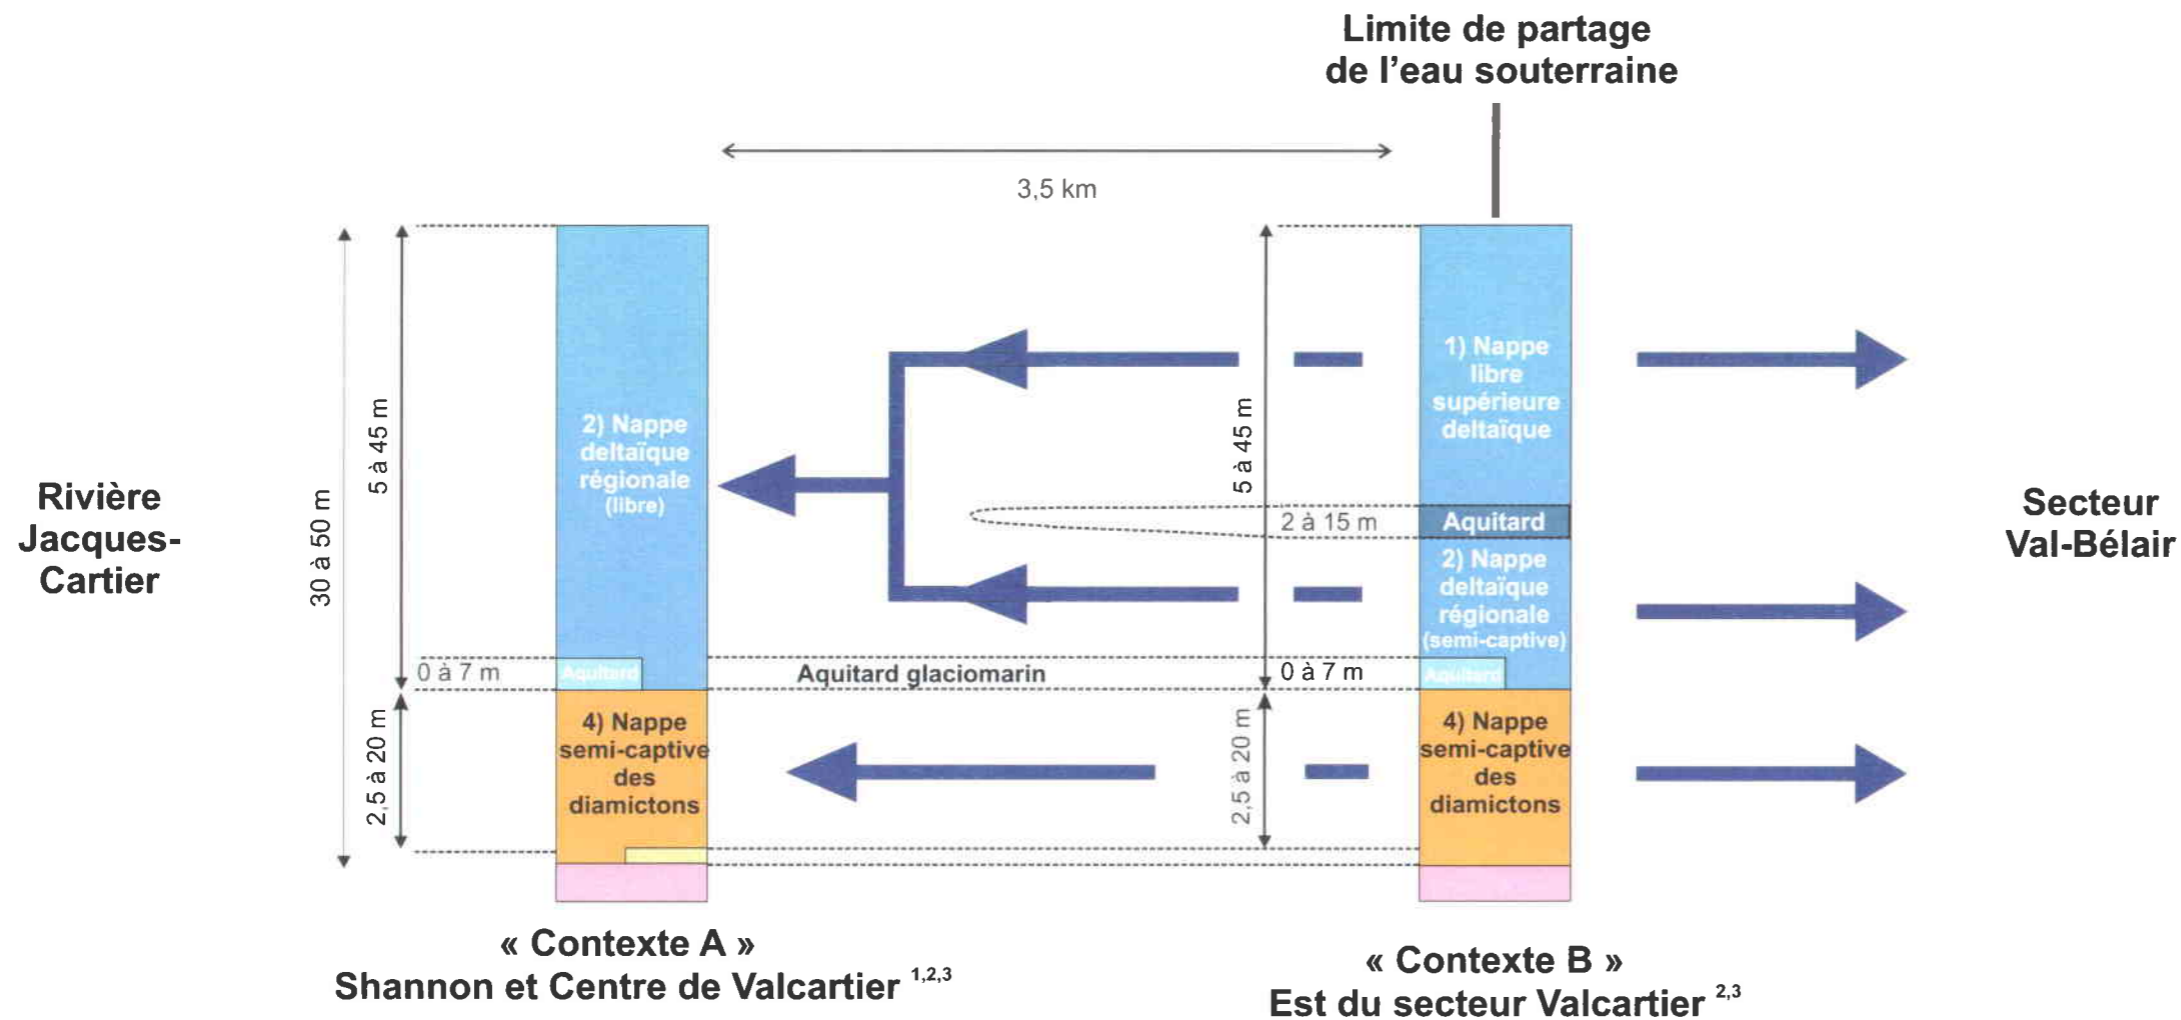 Limite de partage
de l'eau souterraine
3,5 km
Rivière
Jacques-
Cartier
30 à 50 m
5 à 45 m
2) Nappe
deltaïque
régionale
(libre)
0 à 7 m
Aquitard
2,5 à 20 m
4) Nappe
semi-captive
des
diamictons
Aquitard glaciomarin
5 à 45 m
1) Nappe
libre
supérieure
deltaïque
2 à 15 m
Aquitard
2) Nappe
deltaïque
régionale
(semi-captive)
0 à 7 m
Aquitard
2,5 à 20 m
4) Nappe
semi-captive
des
diamictons
Secteur
Val-Bélair
« Contexte A »
Shannon et Centre de Valcartier 1,2,3
« Contexte B »
Est du secteur Valcartier 2,3